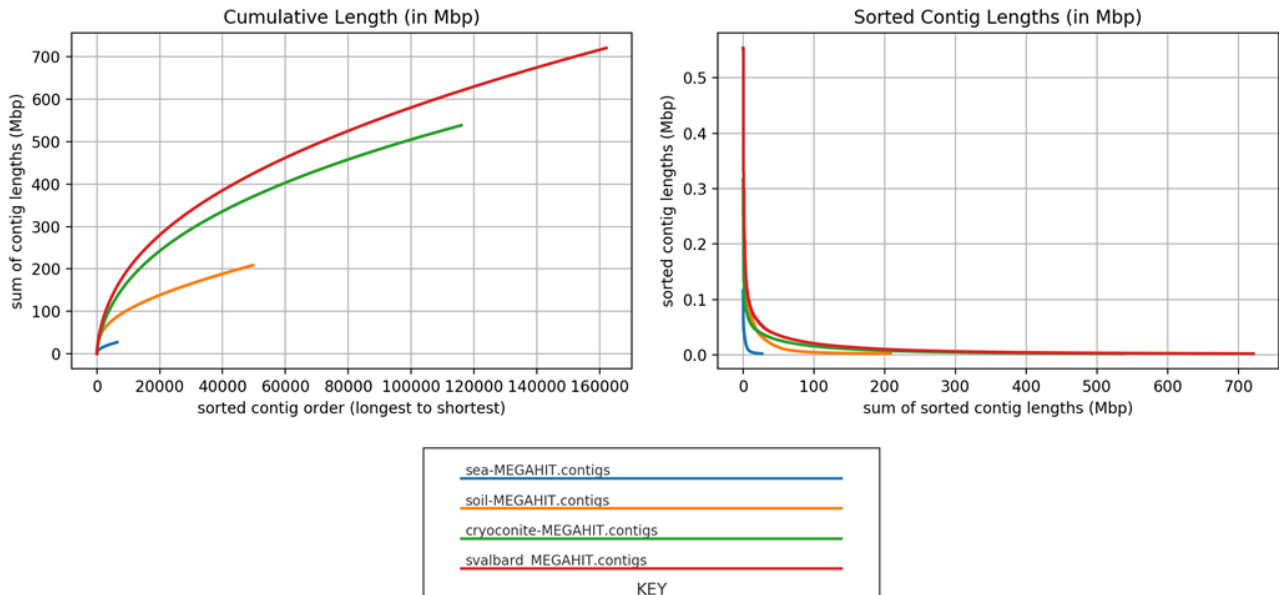 Cumulative Length (in Mbp)
sum of contig lengths (Mbp)
700
600
500
400
300
200
100
0
0 20000 40000 60000 80000 100000 120000 140000 160000
sorted contig order (longest to shortest)
Sorted Contig Lengths (in Mbp)
sorted contig lengths (Mbp)
0.5
0.4
0.3
0.2
0.1
0.0
0 100 200 300 400 500 600 700
sum of sorted contig lengths (Mbp)
sea-MEGAHIT.contigs
soil-MEGAHIT.contigs
cryoconite-MEGAHIT.contigs
svalbard_MEGAHIT.contigs
KEY